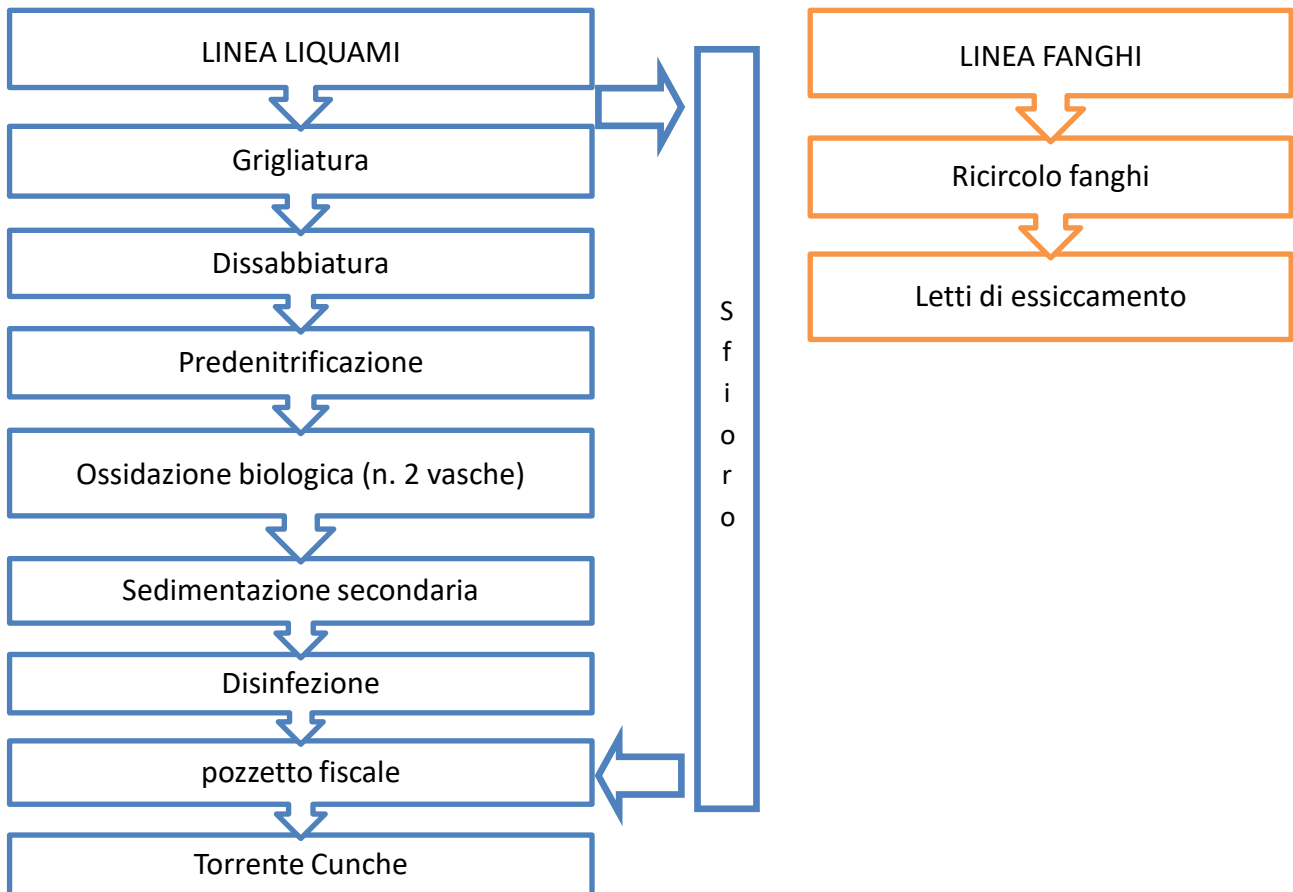 LINEA LIQUAMI
Grigliatura
Dissabbiatura
Predenitrificazione
Ossidazione biologica (n. 2 vasche)
Sedimentazione secondaria
Disinfezione
pozzetto fiscale
Torrente Cunche
S
f
i
o
r
o
LINEA FANGHI
Ricircolo fanghi
Letti di essiccamento